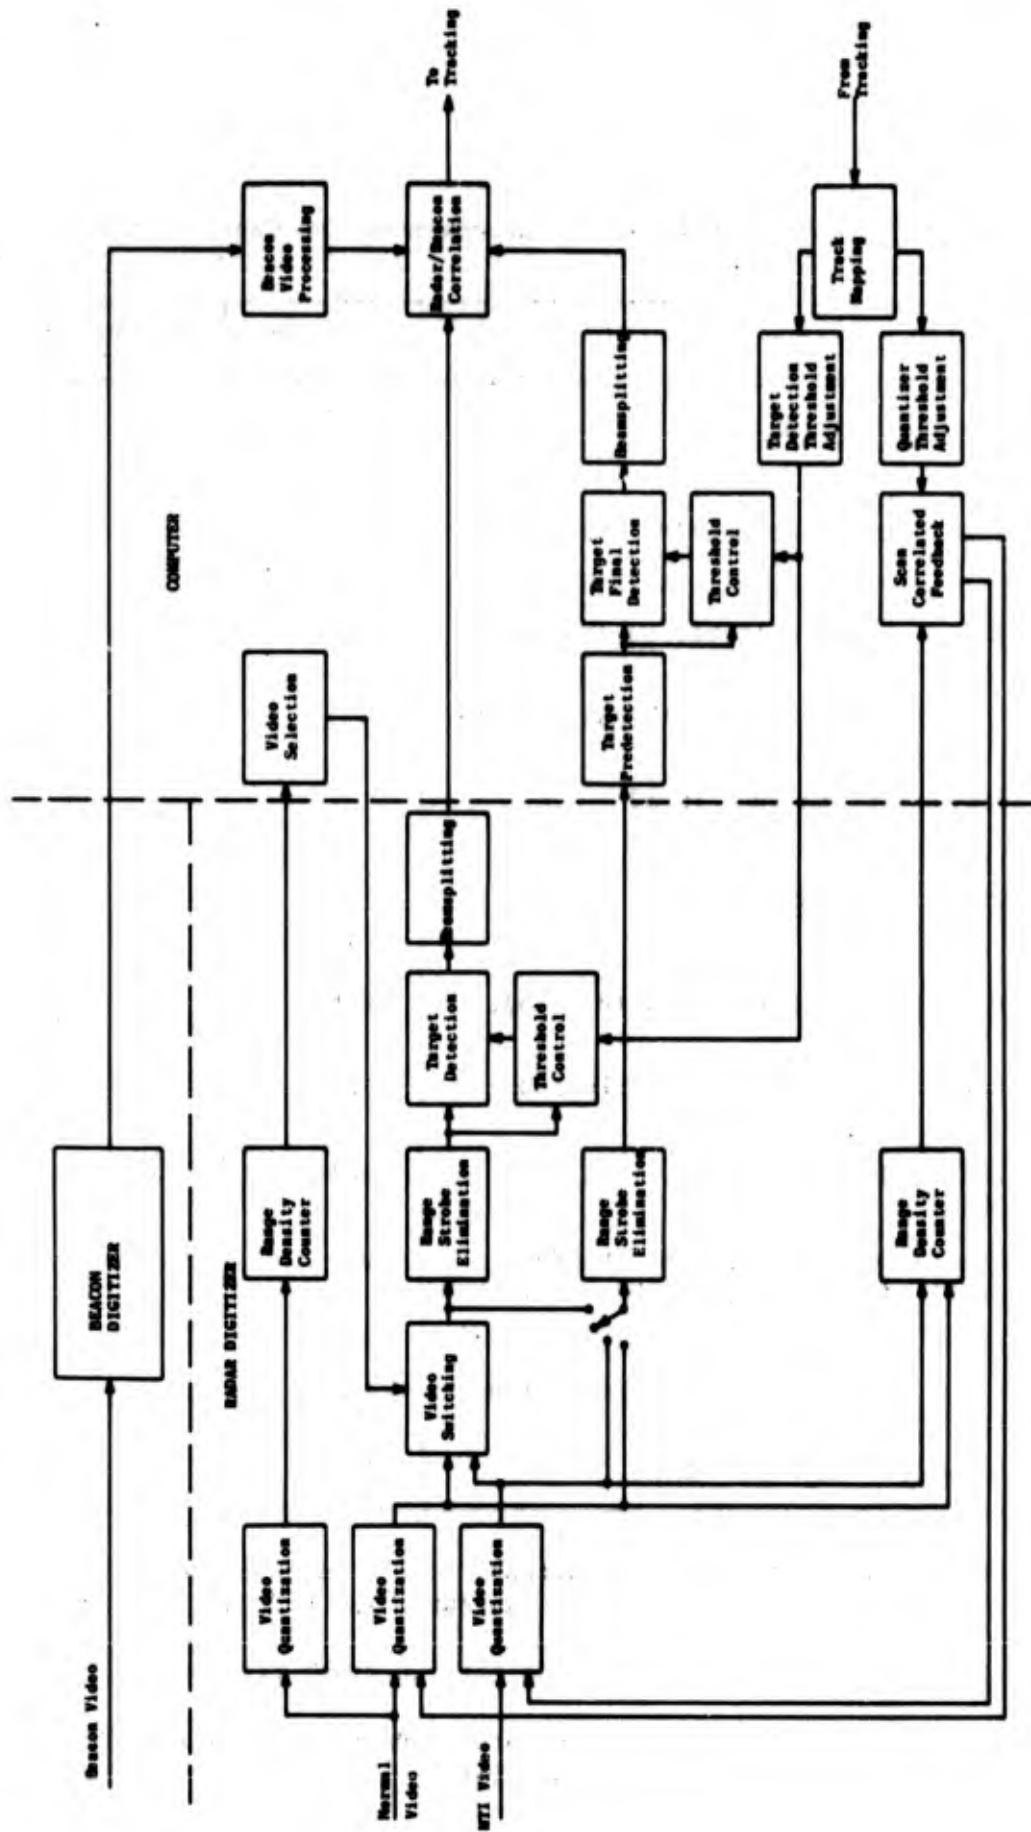 Beacon Video
BEACON
DIGITIZER
COMPUTER
RADAR DIGITIZER
Normal
Video
MTI Video
Video
Quantization
Video
Quantization
Video
Quantization
Range
Density
Counter
Video
Selection
Beacon
Video
Processing
Video
Switching
Range
Strobe
Elimination
Target
Detection
Beamsplitting
Radar/Beacon
Correlation
To
Tracking
Threshold
Control
Range
Strobe
Elimination
Target
Predetection
Target
Final
Detection
Beamsplitting
Threshold
Control
Target
Detection
Threshold
Adjustment
Track
Mapping
From
Tracking
Range
Density
Counter
Scan
Correlated
Feedback
Quantizer
Threshold
Adjustment